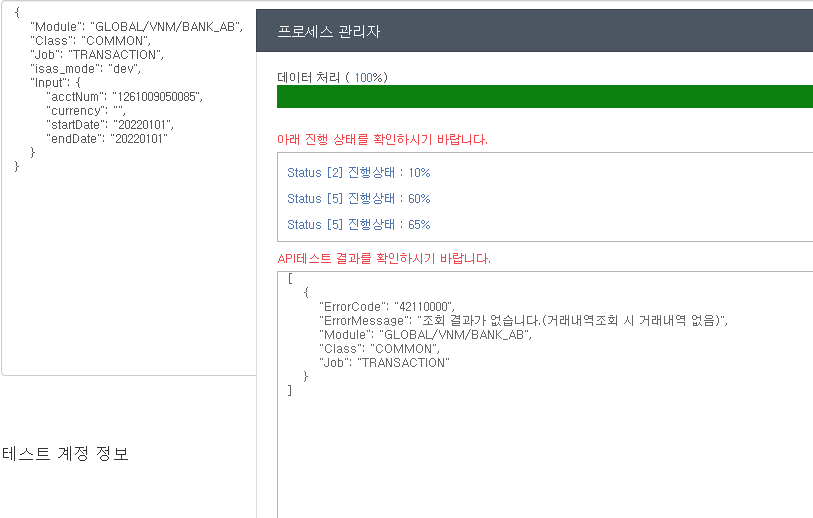 {
"Module": "GLOBAL/VNM/BANK_AB",
"Class": "COMMON",
"Job": "TRANSACTION",
"isas_mode": "dev",
"Input": {
"acctNum": "1261009050085",
"currency": "",
"startDate": "20220101",
"endDate": "20220101"
}
}
테스트 계정 정보
프로세스 관리자
데이터 처리 ( 100%)
아래 진행 상태를 확인하시기 바랍니다.
Status [2] 진행상태 : 10%
Status [5] 진행상태 : 60%
Status [5] 진행상태 : 65%
API테스트 결과를 확인하시기 바랍니다.
[
{
"ErrorCode": "42110000",
"ErrorMessage": "조회 결과가 없습니다.(거래내역조회 시 거래내역 없음)",
"Module": "GLOBAL/VNM/BANK_AB",
"Class": "COMMON",
"Job": "TRANSACTION"
}
]